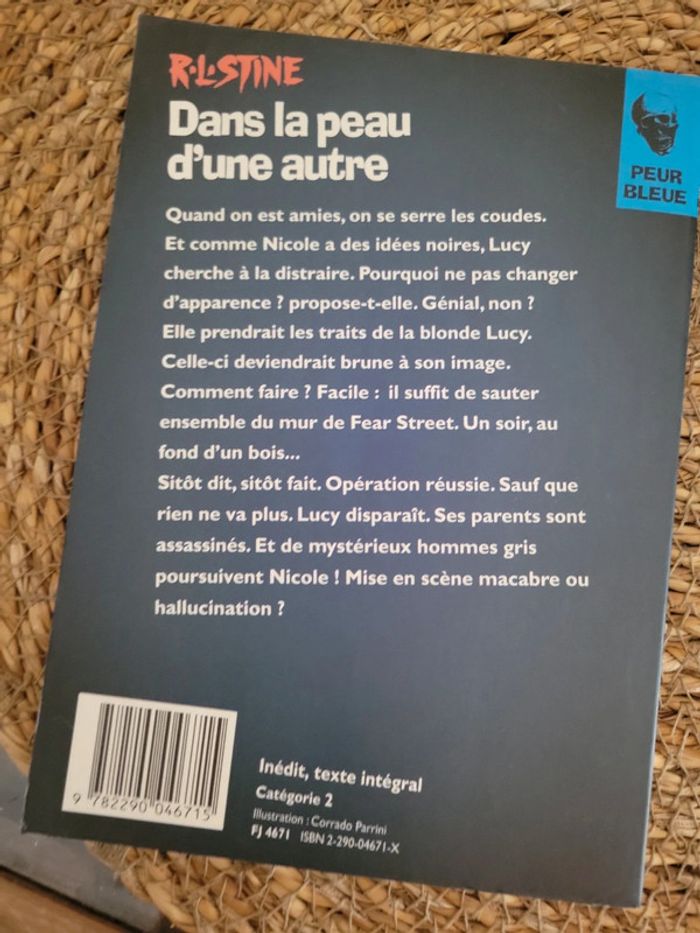 R·L·STINE
Dans la peau
d'une autre
PEUR
BLEUE
Quand on est amies, on se serre les coudes.
Et comme Nicole a des idées noires, Lucy
cherche à la distraire. Pourquoi ne pas changer
d'apparence ? propose-t-elle. Génial, non ?
Elle prendrait les traits de la blonde Lucy.
Celle-ci deviendrait brune à son image.
Comment faire ? Facile : il suffit de sauter
ensemble du mur de Fear Street. Un soir, au
fond d'un bois...
Sitôt dit, sitôt fait. Opération réussie. Sauf que
rien ne va plus. Lucy disparaît. Ses parents sont
assassinés. Et de mystérieux hommes gris
poursuivent Nicole ! Mise en scène macabre ou
hallucination ?
9 782290 046715
Inédit, texte intégral
Catégorie 2
Illustration : Corrado Parrini
FJ 4671 ISBN 2-290-04671-X